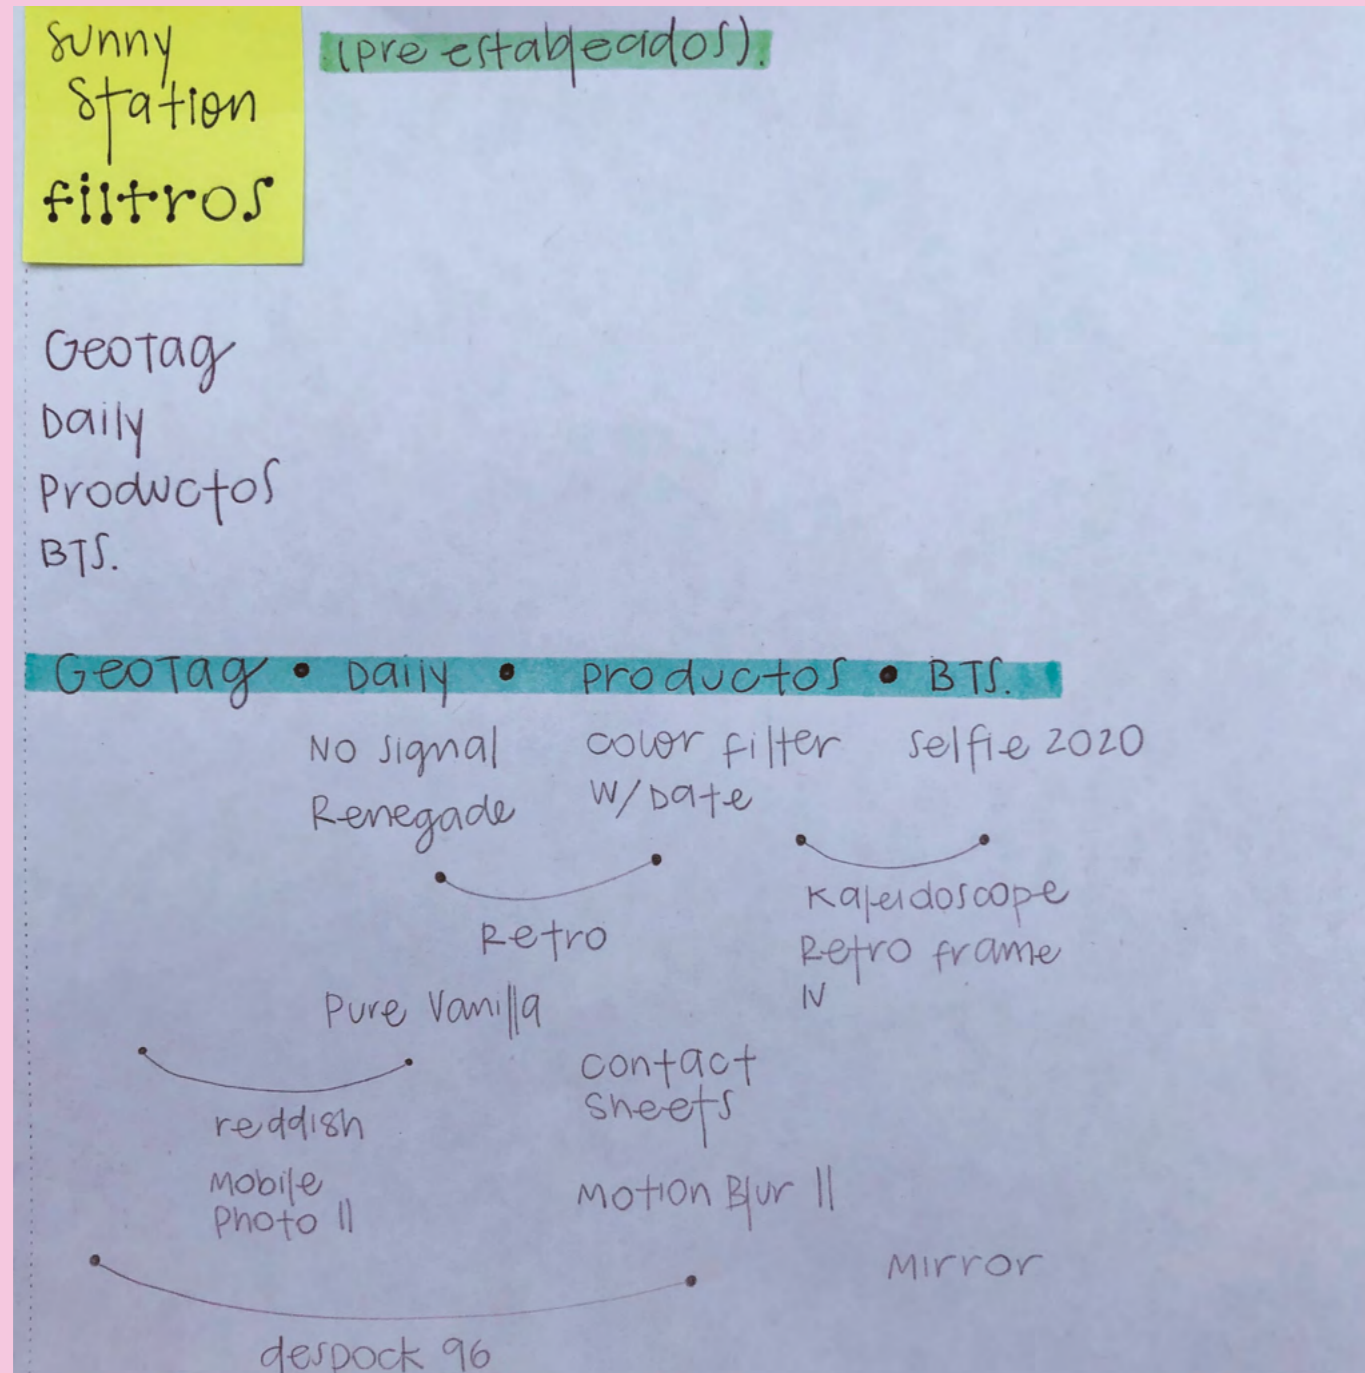 sunny
station
filtros
(pre establecados).
Geotag
Daily
Productos
BTS.
GeoTag • Daily • productos • BTS.
No signal
Renegade
color filter
W/Date
selfie 2020
Retro
Kaleidoscope
Retro frame
IV
Pure Vanilla
contact
sheets
reddish
Mobile
Photo II
Motion Blur II
Mirror
despock 96